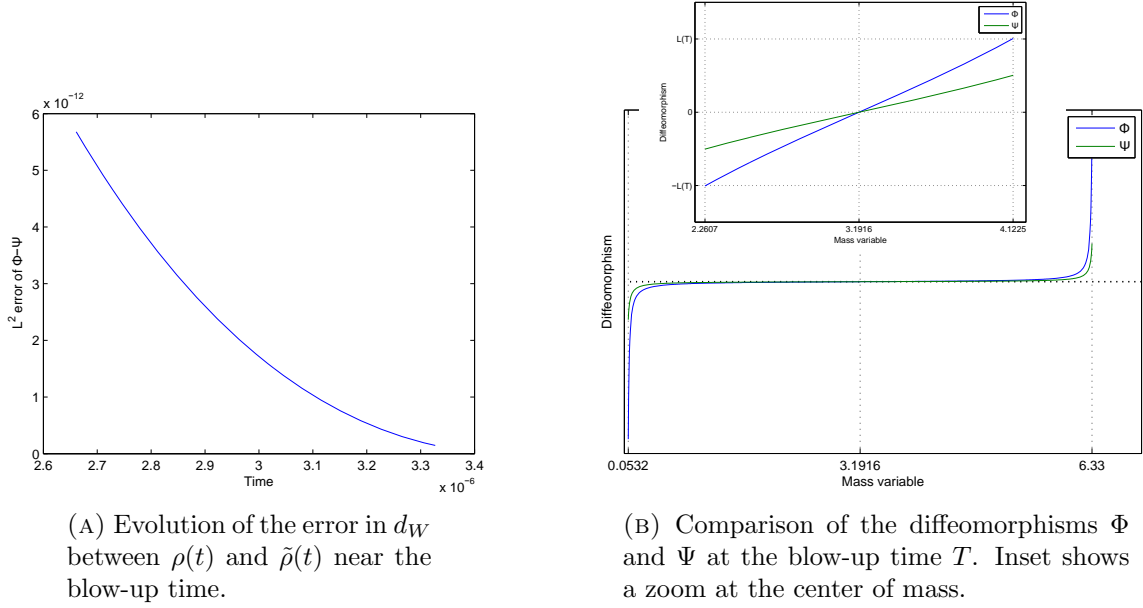 x 10⁻¹²
6
5
4
3
2
1
0
L² error of Φ−Ψ
2.6 2.7 2.8 2.9 3 3.1 3.2 3.3 3.4
Time
x 10⁻⁶
(A) Evolution of the error in d_W
between ρ(t) and ρ̃(t) near the
blow-up time.
Φ
Ψ
L(T)
0
−L(T)
Diffeomorphism
2.2607 3.1916 4.1225
Mass variable
Φ
Ψ
Diffeomorphism
0.0532 3.1916 6.33
Mass variable
(B) Comparison of the diffeomorphisms Φ
and Ψ at the blow-up time T. Inset shows
a zoom at the center of mass.